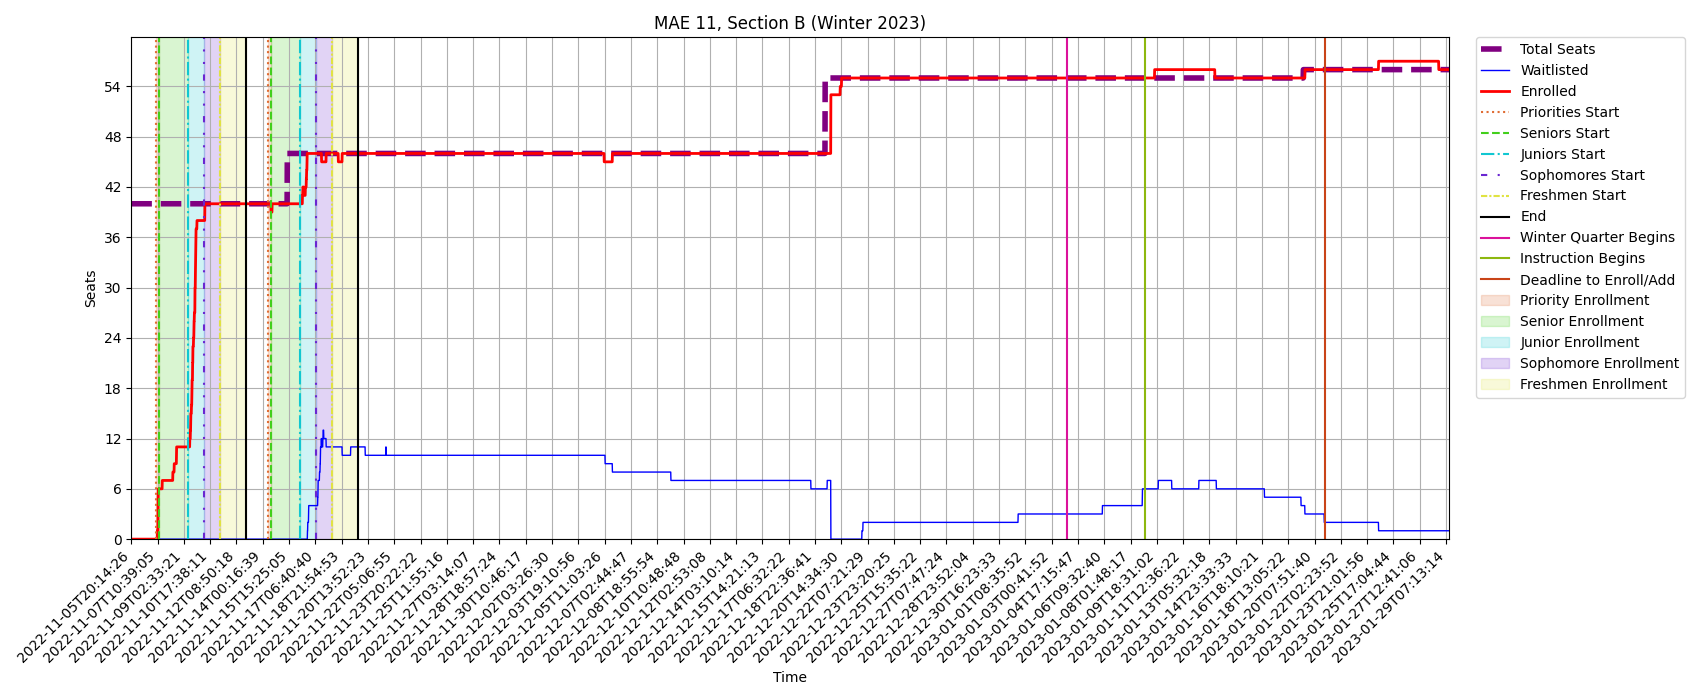 MAE 11, Section B (Winter 2023)
Seats
54
48
42
36
30
24
18
12
6
0
2022-11-05T20:14:26
2022-11-07T10:39:05
2022-11-09T02:33:21
2022-11-10T17:38:11
2022-11-12T08:50:18
2022-11-14T00:16:39
2022-11-15T15:25:05
2022-11-17T06:40:40
2022-11-18T21:54:53
2022-11-20T13:52:23
2022-11-22T05:06:55
2022-11-23T20:22:22
2022-11-25T11:55:16
2022-11-27T03:14:07
2022-11-28T18:57:24
2022-11-30T10:46:17
2022-12-02T03:26:30
2022-12-03T19:10:56
2022-12-05T11:03:26
2022-12-07T02:44:47
2022-12-08T18:55:54
2022-12-10T10:48:48
2022-12-12T02:53:09
2022-12-14T03:10:14
2022-12-15T14:21:13
2022-12-17T06:32:22
2022-12-18T22:36:41
2022-12-20T14:34:30
2022-12-22T07:21:29
2022-12-23T23:20:25
2022-12-25T15:35:22
2022-12-27T07:47:24
2022-12-28T23:52:04
2022-12-30T16:23:33
2023-01-01T08:35:52
2023-01-03T00:41:52
2023-01-04T17:15:47
2023-01-06T09:32:40
2023-01-08T01:48:17
2023-01-09T18:31:02
2023-01-11T12:36:22
2023-01-13T05:32:18
2023-01-14T23:33:33
2023-01-16T18:10:21
2023-01-18T13:05:22
2023-01-20T07:51:40
2023-01-22T02:23:52
2023-01-23T21:01:56
2023-01-25T17:04:44
2023-01-27T12:41:06
2023-01-29T07:13:14
Time
Total Seats
Waitlisted
Enrolled
Priorities Start
Seniors Start
Juniors Start
Sophomores Start
Freshmen Start
End
Winter Quarter Begins
Instruction Begins
Deadline to Enroll/Add
Priority Enrollment
Senior Enrollment
Junior Enrollment
Sophomore Enrollment
Freshmen Enrollment